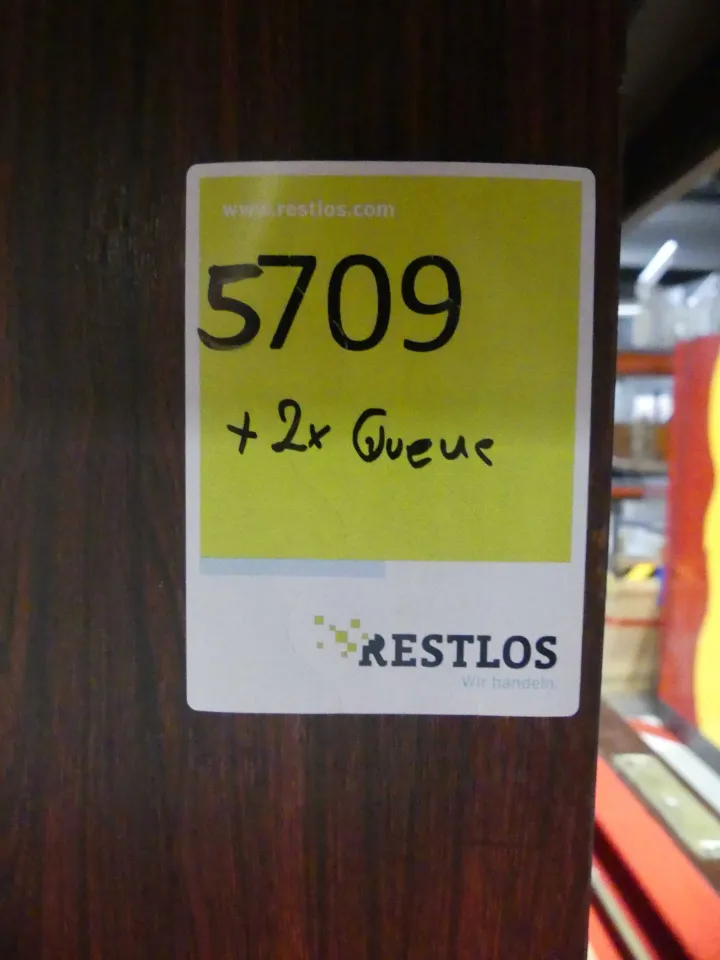 www.restlos.com
5709
+ 2x Queue
RESTLOS
Wir handeln.